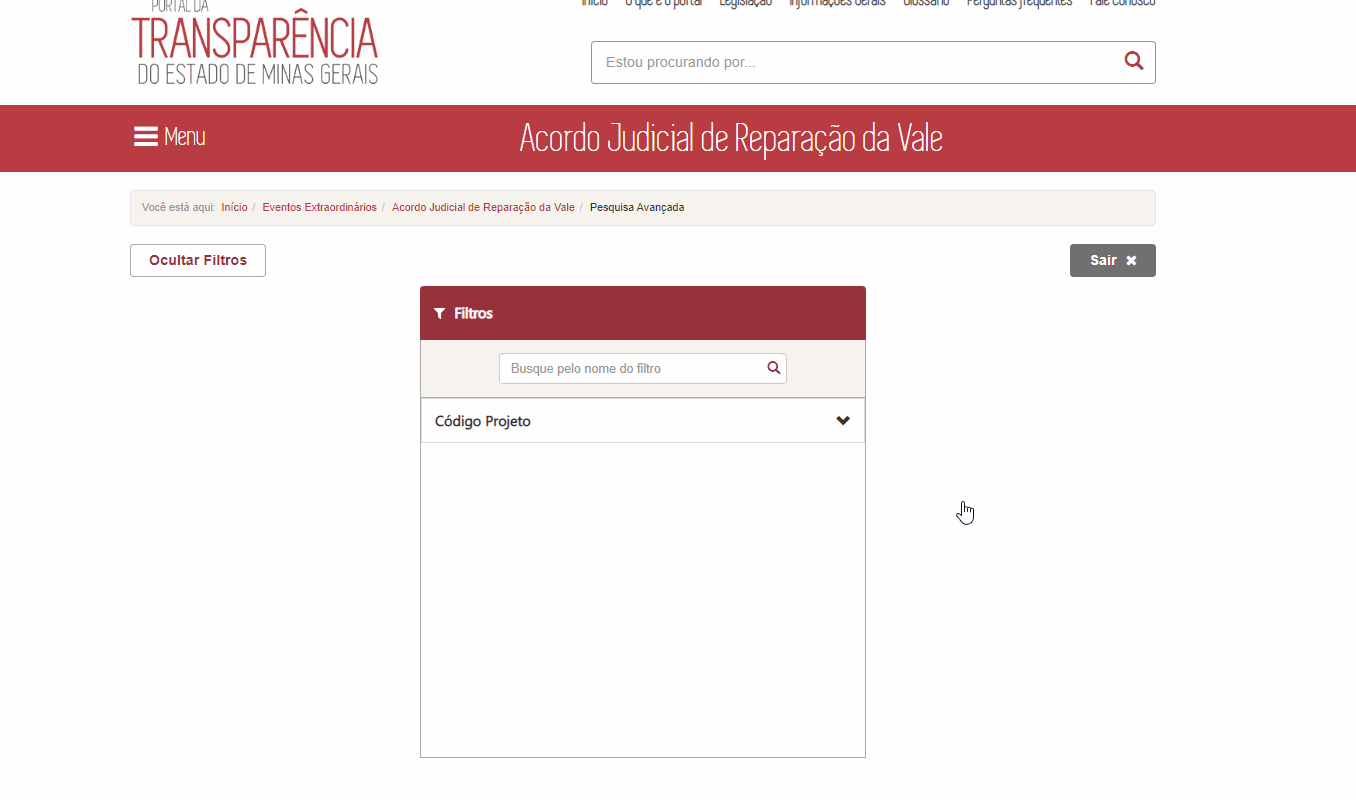 PORTAL DA
TRANSPARÊNCIA
DO ESTADO DE MINAS GERAIS
Início O que é o portal Legislação Informações Gerais Glossário Perguntas frequentes Fale conosco
Estou procurando por...
Menu
Acordo Judicial de Reparação da Vale
Você está aqui: Início / Eventos Extraordinários / Acordo Judicial de Reparação da Vale / Pesquisa Avançada
Ocultar Filtros
Sair ✖
Filtros
Busque pelo nome do filtro
Código Projeto